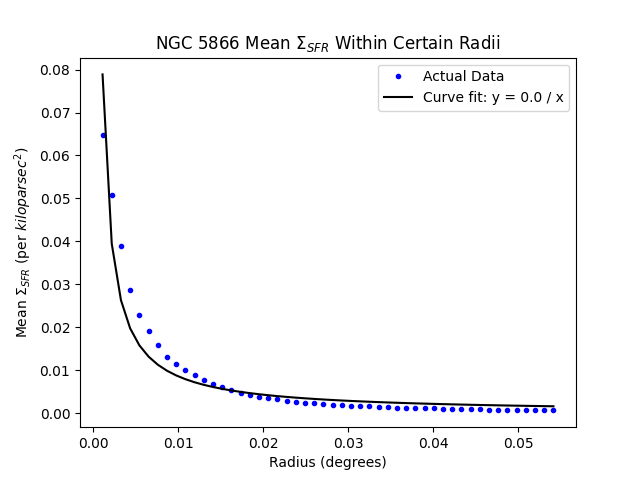 NGC 5866 Mean Σ_SFR Within Certain Radii
Actual Data
Curve fit: y = 0.0 / x
0.08
0.07
0.06
0.05
0.04
0.03
0.02
0.01
0.00
Mean Σ_SFR (per kiloparsec²)
0.00 0.01 0.02 0.03 0.04 0.05
Radius (degrees)